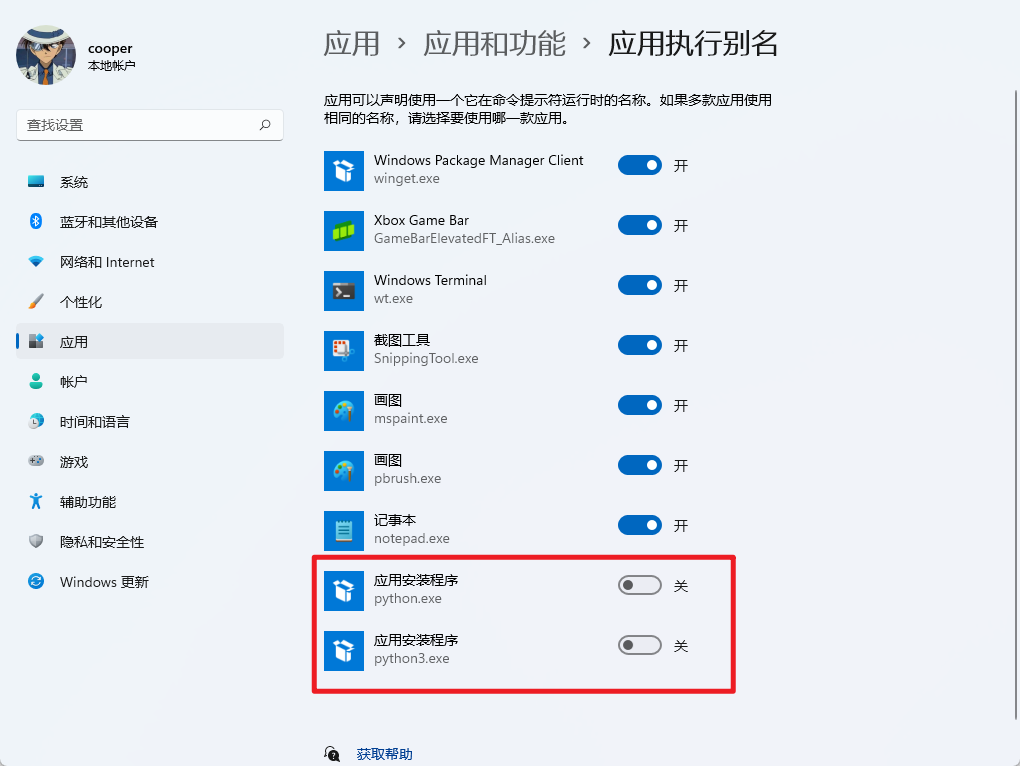 cooper
本地帐户
查找设置
系统
蓝牙和其他设备
网络和 Internet
个性化
应用
帐户
时间和语言
游戏
辅助功能
隐私和安全性
Windows 更新
应用 › 应用和功能 › 应用执行别名
应用可以声明使用一个它在命令提示符运行时的名称。如果多款应用使用
相同的名称，请选择要使用哪一款应用。
Windows Package Manager Client
winget.exe
开
Xbox Game Bar
GameBarElevatedFT_Alias.exe
开
Windows Terminal
wt.exe
开
截图工具
SnippingTool.exe
开
画图
mspaint.exe
开
画图
pbrush.exe
开
记事本
notepad.exe
开
应用安装程序
python.exe
关
应用安装程序
python3.exe
关
获取帮助